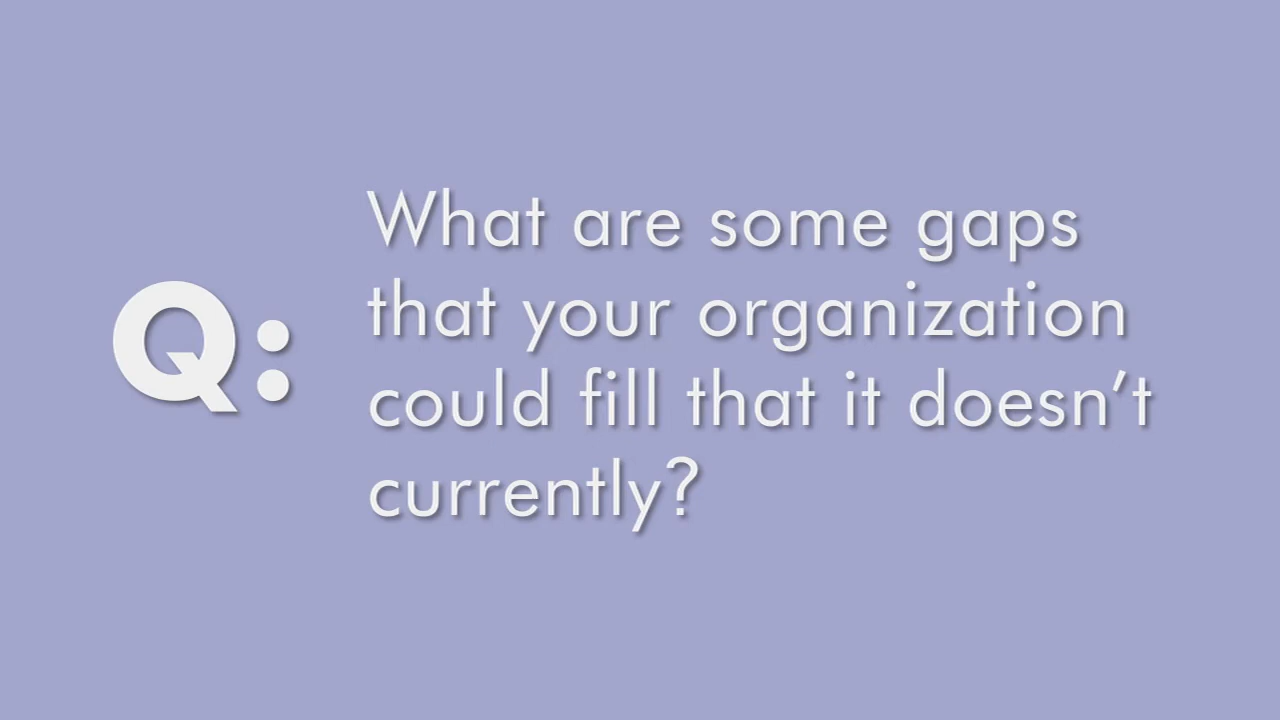 Q:
What are some gaps
that your organization
could fill that it doesn’t
currently?